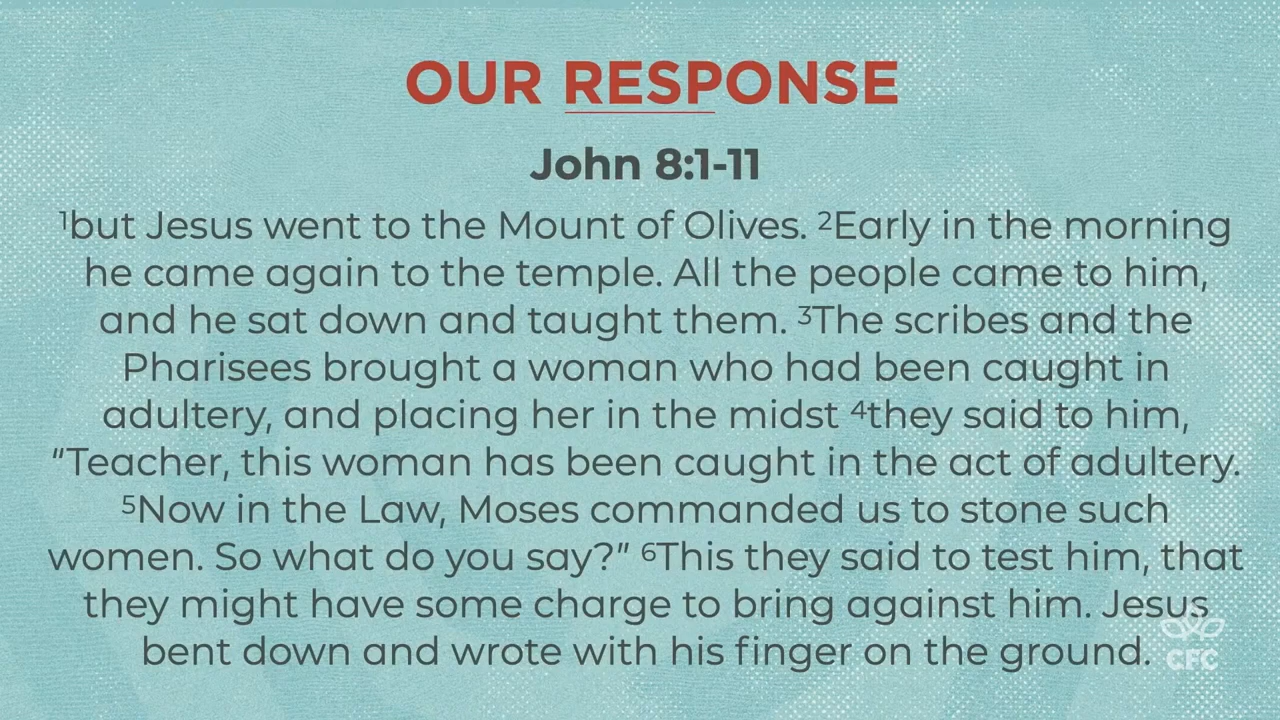 OUR RESPONSE
John 8:1-11
¹but Jesus went to the Mount of Olives. ²Early in the morning
he came again to the temple. All the people came to him,
and he sat down and taught them. ³The scribes and the
Pharisees brought a woman who had been caught in
adultery, and placing her in the midst ⁴they said to him,
"Teacher, this woman has been caught in the act of adultery.
⁵Now in the Law, Moses commanded us to stone such
women. So what do you say?" ⁶This they said to test him, that
they might have some charge to bring against him. Jesus
bent down and wrote with his finger on the ground.
CFC